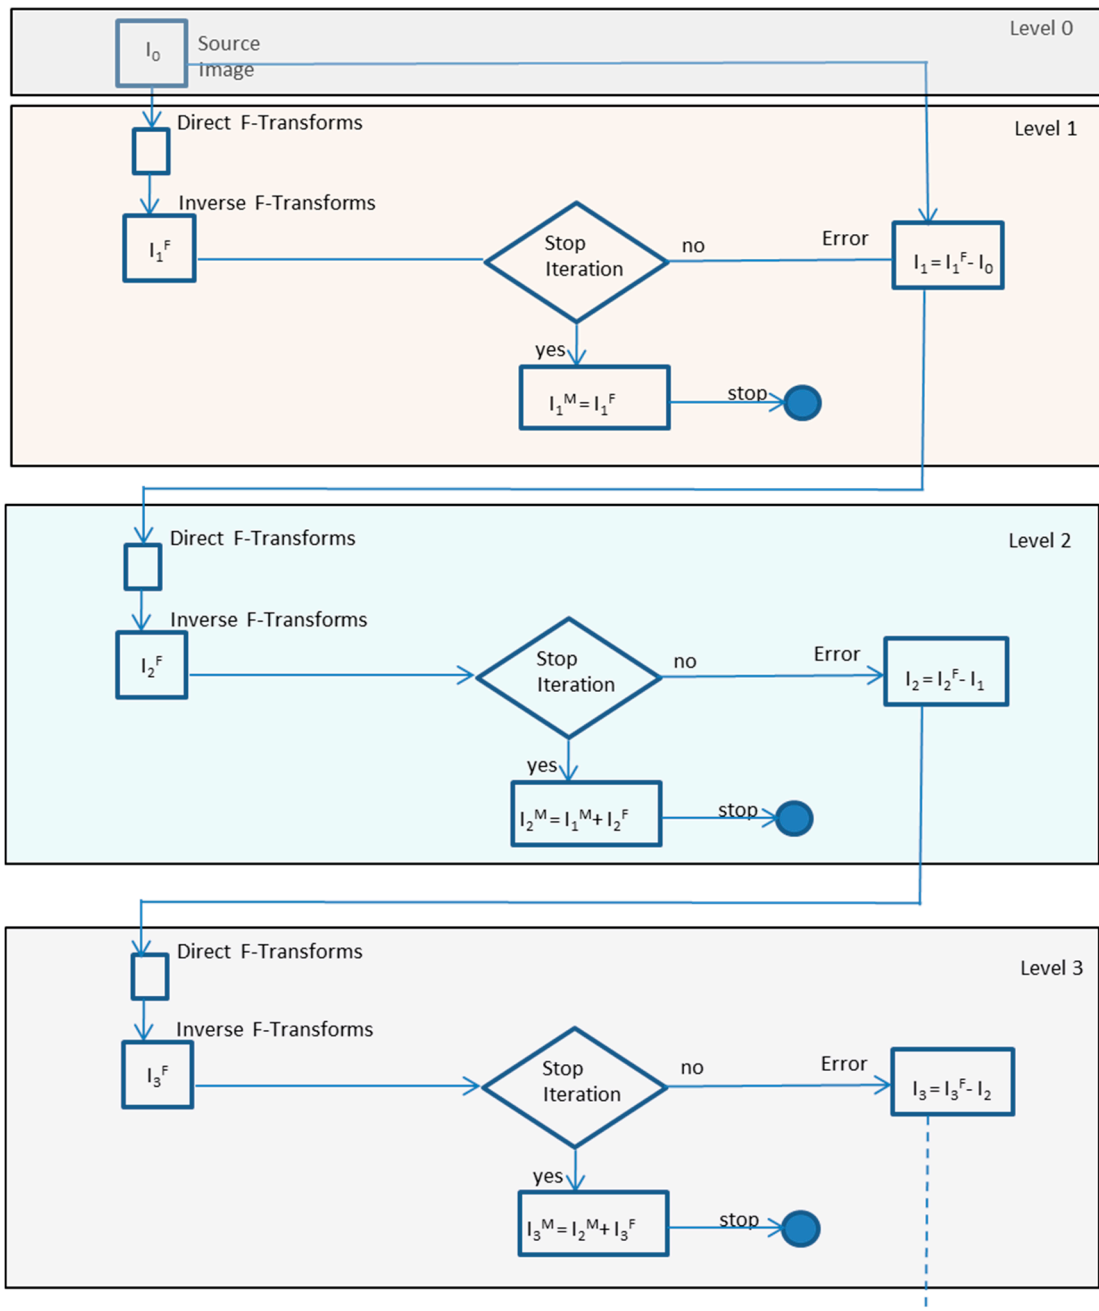 Level 0
I₀
Source
Image
Direct F-Transforms
Level 1
Inverse F-Transforms
I₁ᶠ
Stop
Iteration
no
Error
I₁ = I₁ᶠ - I₀
yes
I₁ᴹ = I₁ᶠ
stop
Direct F-Transforms
Level 2
Inverse F-Transforms
I₂ᶠ
Stop
Iteration
no
Error
I₂ = I₂ᶠ - I₁
yes
I₂ᴹ = I₁ᴹ + I₂ᶠ
stop
Direct F-Transforms
Level 3
Inverse F-Transforms
I₃ᶠ
Stop
Iteration
no
Error
I₃ = I₃ᶠ - I₂
yes
I₃ᴹ = I₂ᴹ + I₃ᶠ
stop